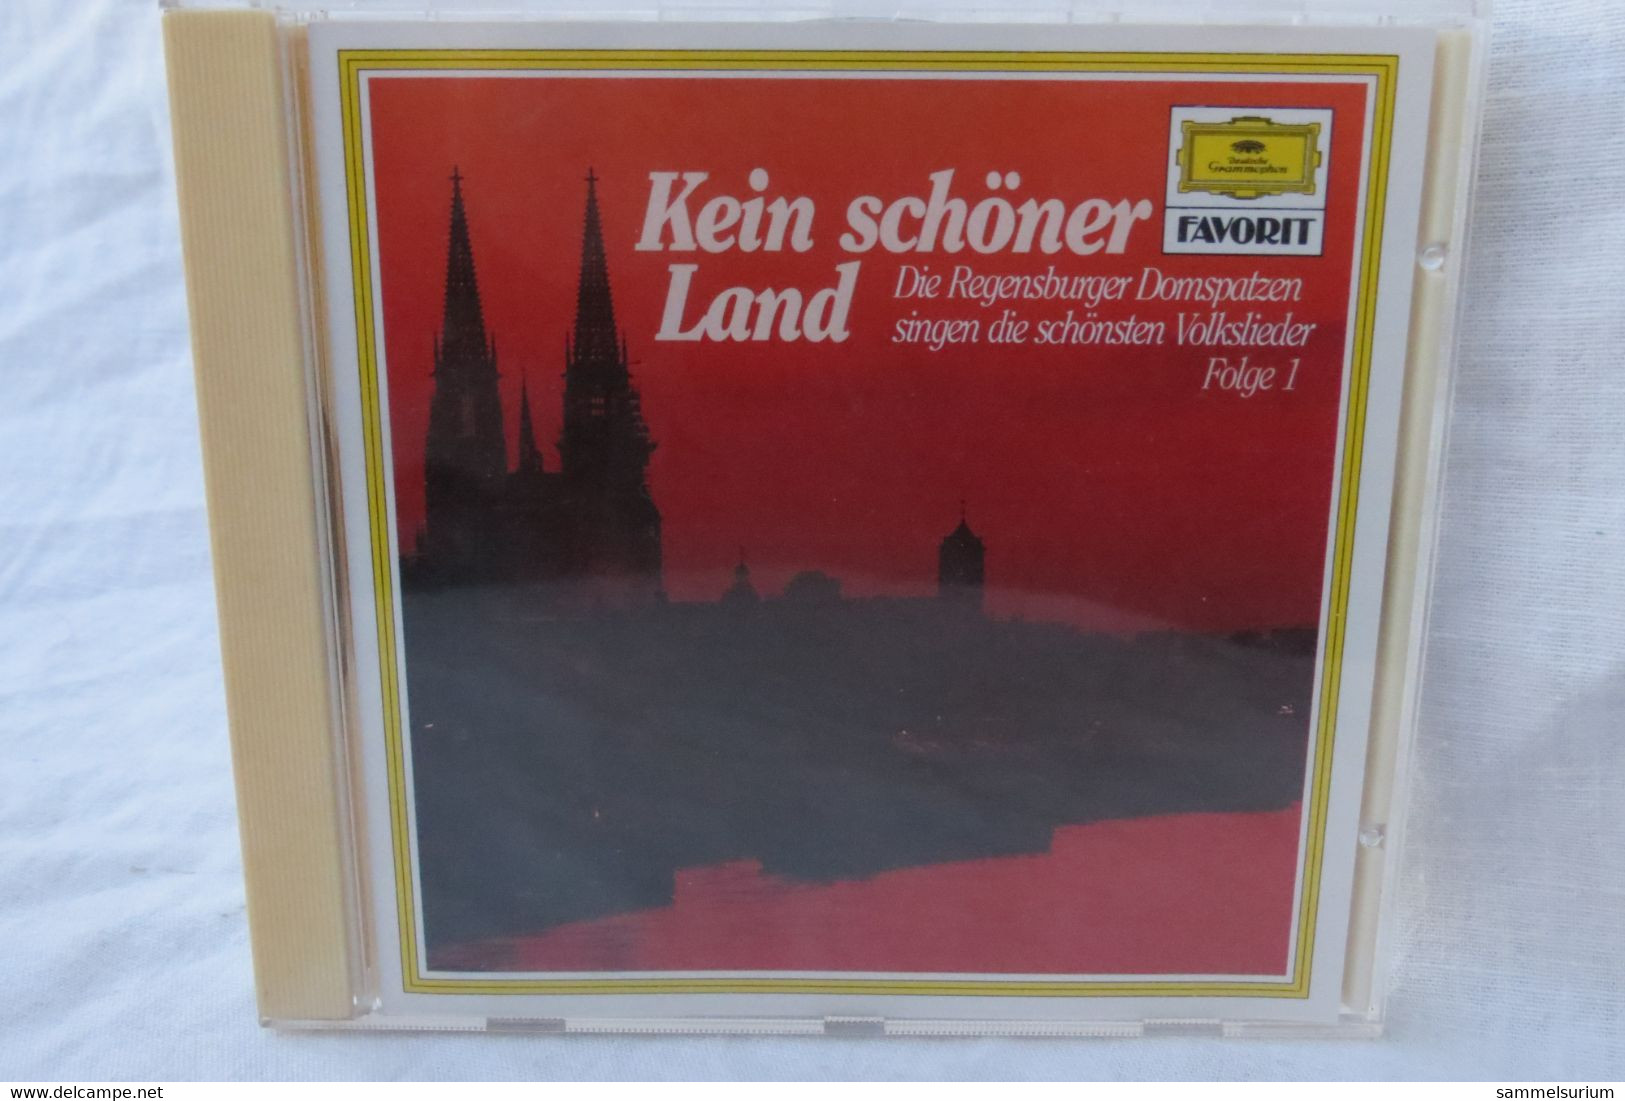 Kein schöner
Land
Deutsche
Grammophon
FAVORIT
Die Regensburger Domspatzen
singen die schönsten Volkslieder
Folge 1
www.delcampe.net
sammelsurium